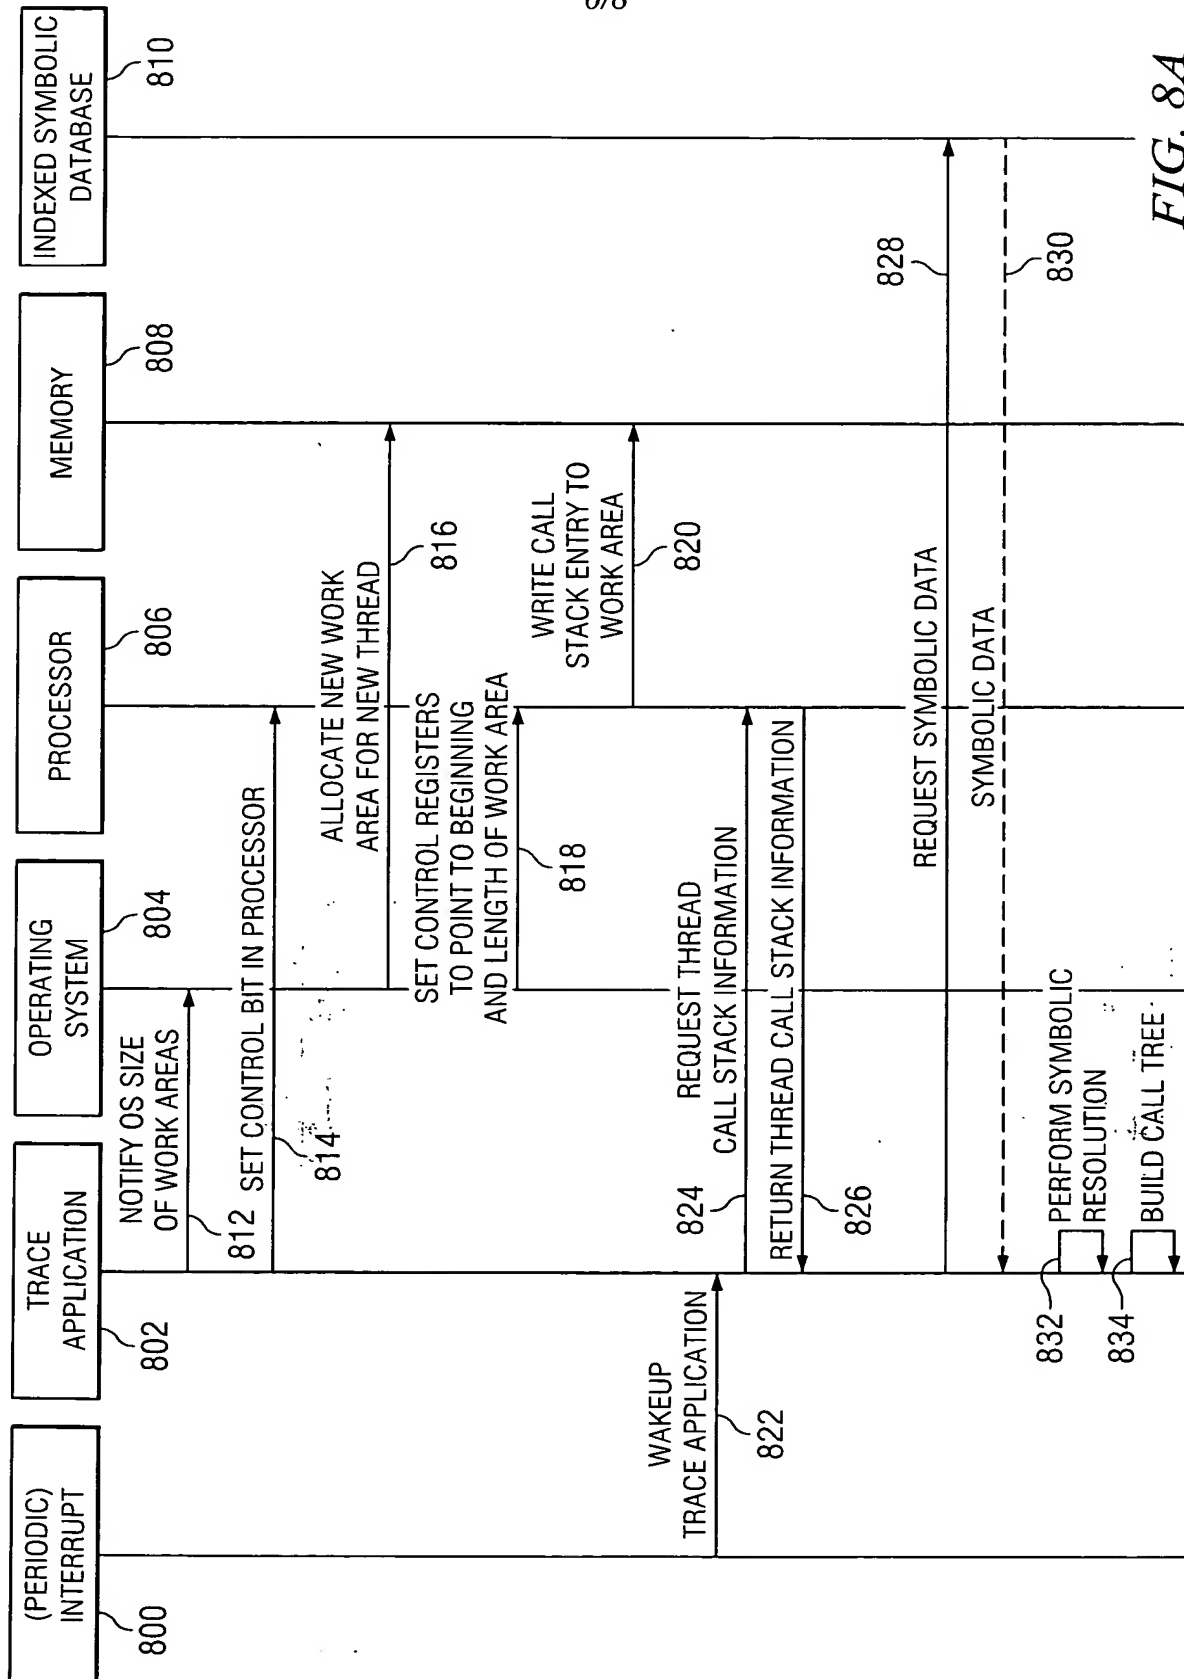 6/8
(PERIODIC)
INTERRUPT
800
TRACE
APPLICATION
802
OPERATING
SYSTEM
804
PROCESSOR
806
MEMORY
808
INDEXED SYMBOLIC
DATABASE
810
NOTIFY OS SIZE
OF WORK AREAS
812
SET CONTROL BIT IN PROCESSOR
814
ALLOCATE NEW WORK
AREA FOR NEW THREAD
816
SET CONTROL REGISTERS
TO POINT TO BEGINNING
AND LENGTH OF WORK AREA
818
WRITE CALL
STACK ENTRY TO
WORK AREA
820
WAKEUP
TRACE APPLICATION
822
REQUEST THREAD
CALL STACK INFORMATION
824
RETURN THREAD CALL STACK INFORMATION
826
REQUEST SYMBOLIC DATA
828
SYMBOLIC DATA
830
PERFORM SYMBOLIC
RESOLUTION
832
BUILD CALL TREE
834
FIG. 8A